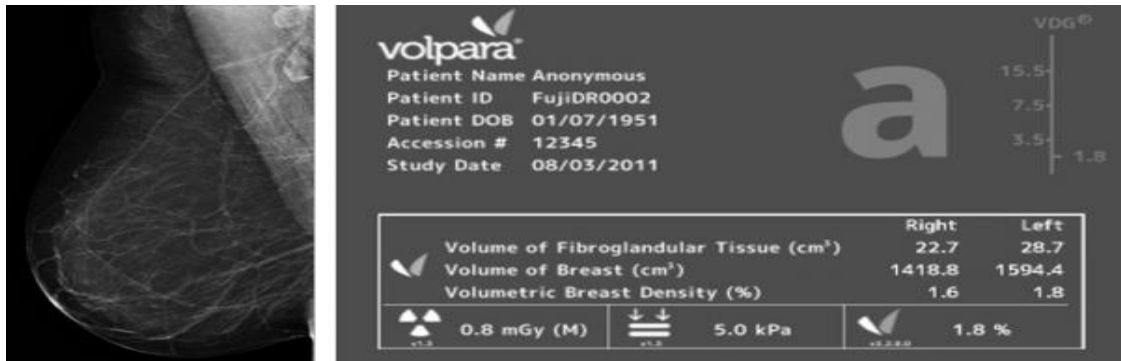 volpara®
Patient Name Anonymous
Patient ID FujiDR0002
Patient DOB 01/07/1951
Accession # 12345
Study Date 08/03/2011
a
VDG®
15.5
7.5
3.5
1.8
Right Left
Volume of Fibroglandular Tissue (cm³) 22.7 28.7
Volume of Breast (cm³) 1418.8 1594.4
Volumetric Breast Density (%) 1.6 1.8
0.8 mGy (M) 5.0 kPa 1.8 %